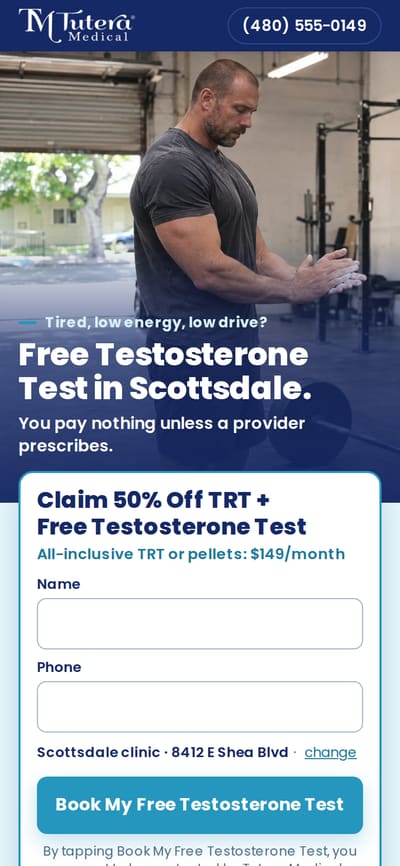 TM Tutera®
Medical
(480) 555-0149
Tired, low energy, low drive?
Free Testosterone
Test in Scottsdale.
You pay nothing unless a provider
prescribes.
Claim 50% Off TRT +
Free Testosterone Test
All-inclusive TRT or pellets: $149/month
Name
Phone
Scottsdale clinic · 8412 E Shea Blvd · change
Book My Free Testosterone Test
By tapping Book My Free Testosterone Test, you